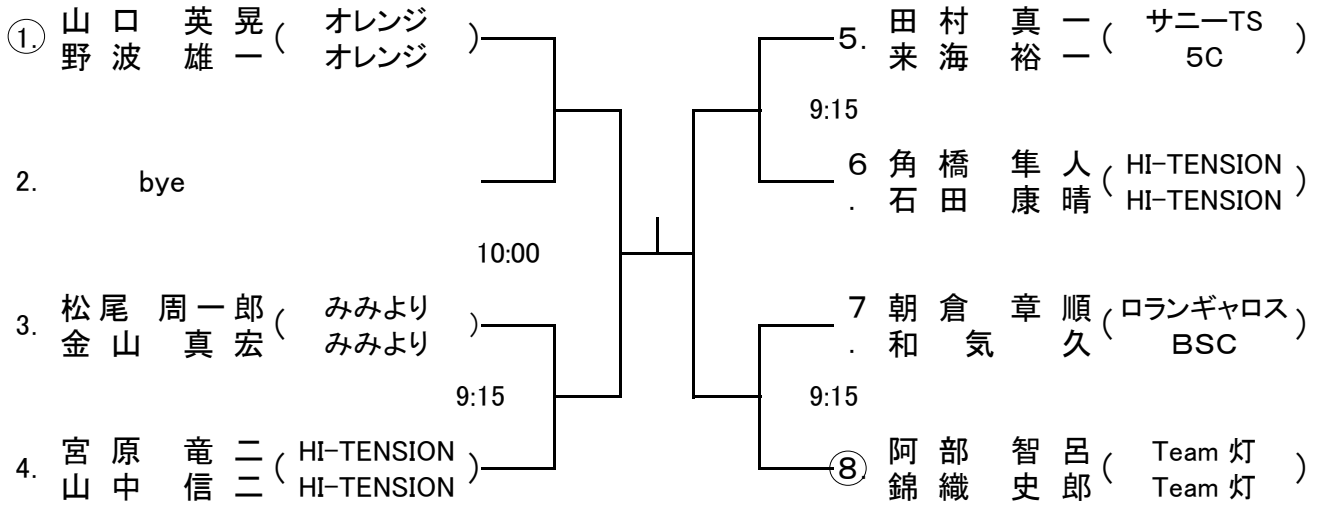 ①. 山口 英晃 ( オレンジ )
野波 雄一 オレンジ
2. bye
10:00
3. 松尾 周一郎 ( みみより )
金山 真宏 みみより
9:15
4. 宮原 竜二 ( HI-TENSION )
山中 信二 HI-TENSION
5. 田村 真一 ( サニーTS )
来海 裕一 5C
9:15
6. 角橋 隼人 ( HI-TENSION )
石田 康晴 HI-TENSION
7. 朝倉 章順 ( ロランギャロス )
和気 久 BSC
9:15
⑧. 阿部 智呂 ( Team 灯 )
錦織 史郎 Team 灯